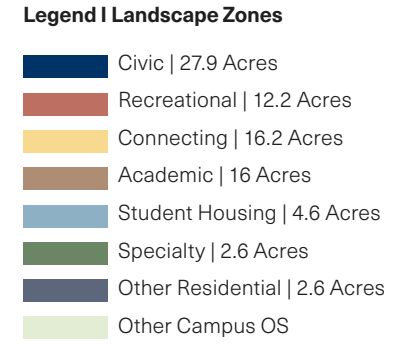 Legend I Landscape Zones
Civic | 27.9 Acres
Recreational | 12.2 Acres
Connecting | 16.2 Acres
Academic | 16 Acres
Student Housing | 4.6 Acres
Specialty | 2.6 Acres
Other Residential | 2.6 Acres
Other Campus OS